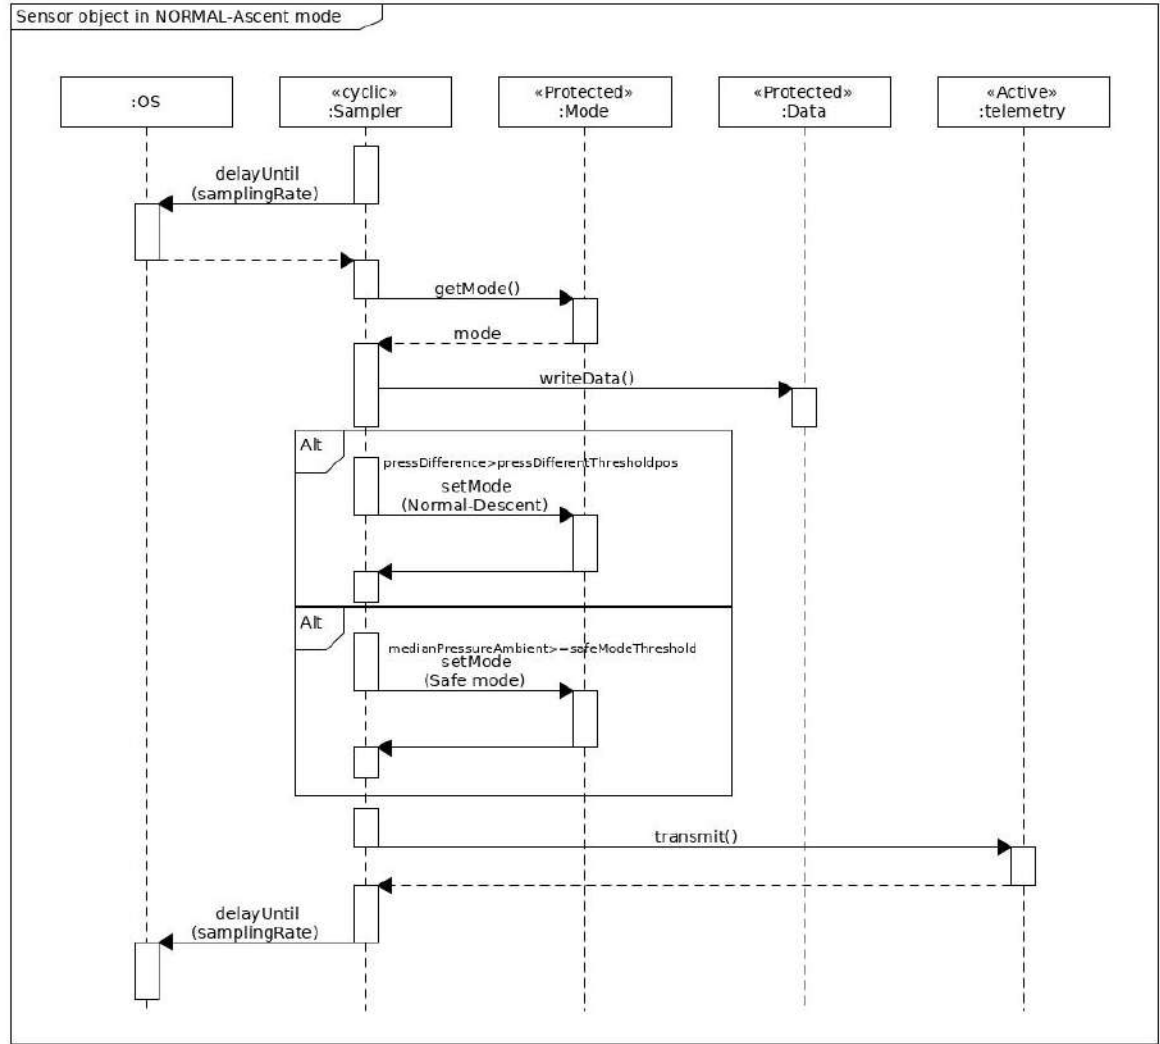 Sensor object in NORMAL-Ascent mode
:OS
«cyclic»
:Sampler
«Protected»
:Mode
«Protected»
:Data
«Active»
:telemetry
delayUntil
(samplingRate)
getMode()
mode
writeData()
Alt
pressDifference>pressDifferentThresholdpos
setMode
(Normal-Descent)
Alt
medianPressureAmbient>=safeModeThreshold
setMode
(Safe mode)
transmit()
delayUntil
(samplingRate)